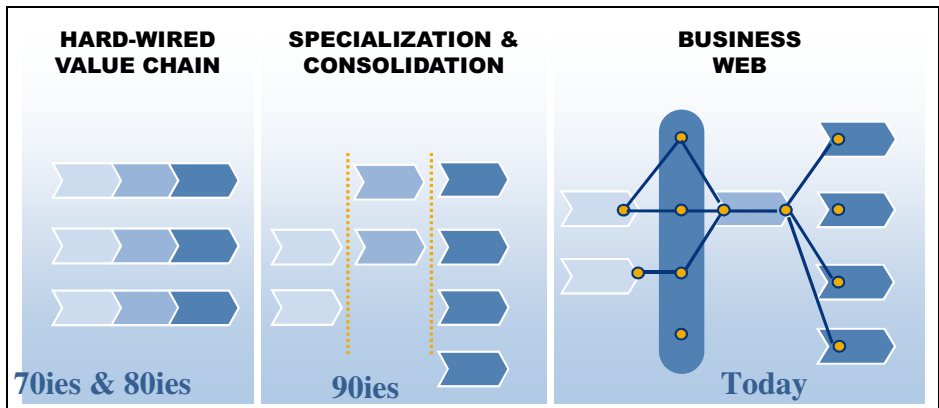 HARD-WIRED
VALUE CHAIN
SPECIALIZATION &
CONSOLIDATION
BUSINESS
WEB
70ies & 80ies
90ies
Today